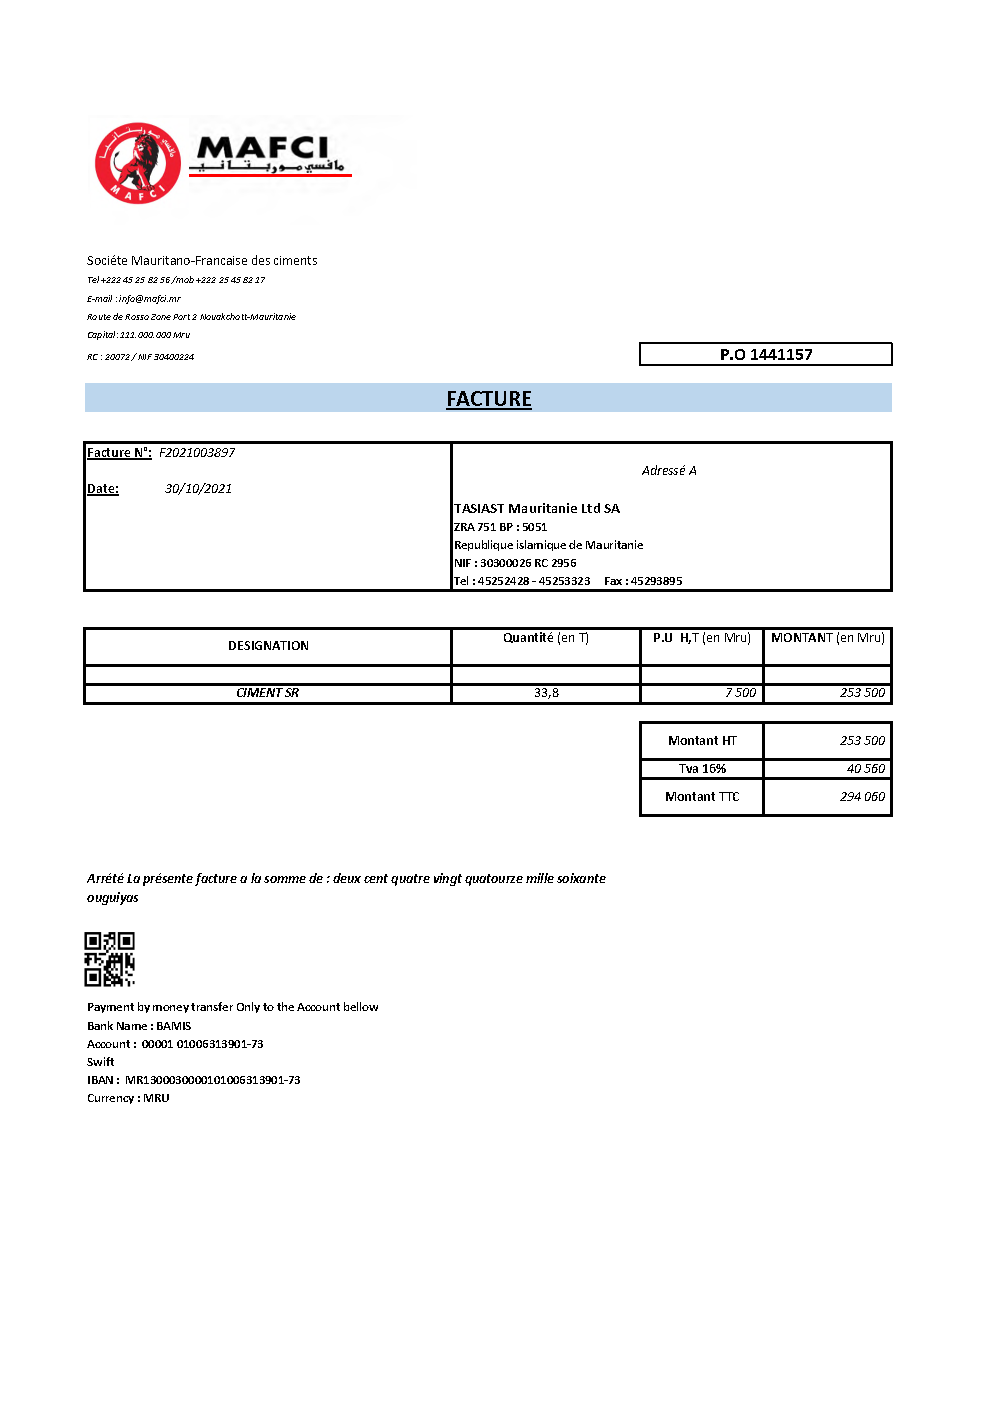 MAFCI
مافسي موريتانيا
MAFCI
مافسي موريتانيا
Sociéte Mauritano-Francaise des ciments
Tel +222 45 25 82 56 /mob +222 25 45 82 17
E-mail : info@mafci.mr
Route de Rosso Zone Port 2 Nouakchott-Mauritanie
Capital: 111.000.000 Mru
RC : 20072 / NIF 30400224
P.O 1441157
FACTURE
Facture N°: F2021003897
Date: 30/10/2021
Adressé A
TASIAST Mauritanie Ltd SA
ZRA 751 BP : 5051
Republique islamique de Mauritanie
NIF : 30300026 RC 2956
Tel : 45252428 - 45253323 Fax : 45293895
DESIGNATION Quantité (en T) P.U H,T (en Mru) MONTANT (en Mru)
CIMENT SR 33,8 7 500 253 500
Montant HT 253 500
Tva 16% 40 560
Montant TTC 294 060
Arrété La présente facture a la somme de : deux cent quatre vingt quatourze mille soixante
ouguiyas
Payment by money transfer Only to the Account bellow
Bank Name : BAMIS
Account : 00001 01006313901-73
Swift
IBAN : MR1300030000101006313901-73
Currency : MRU